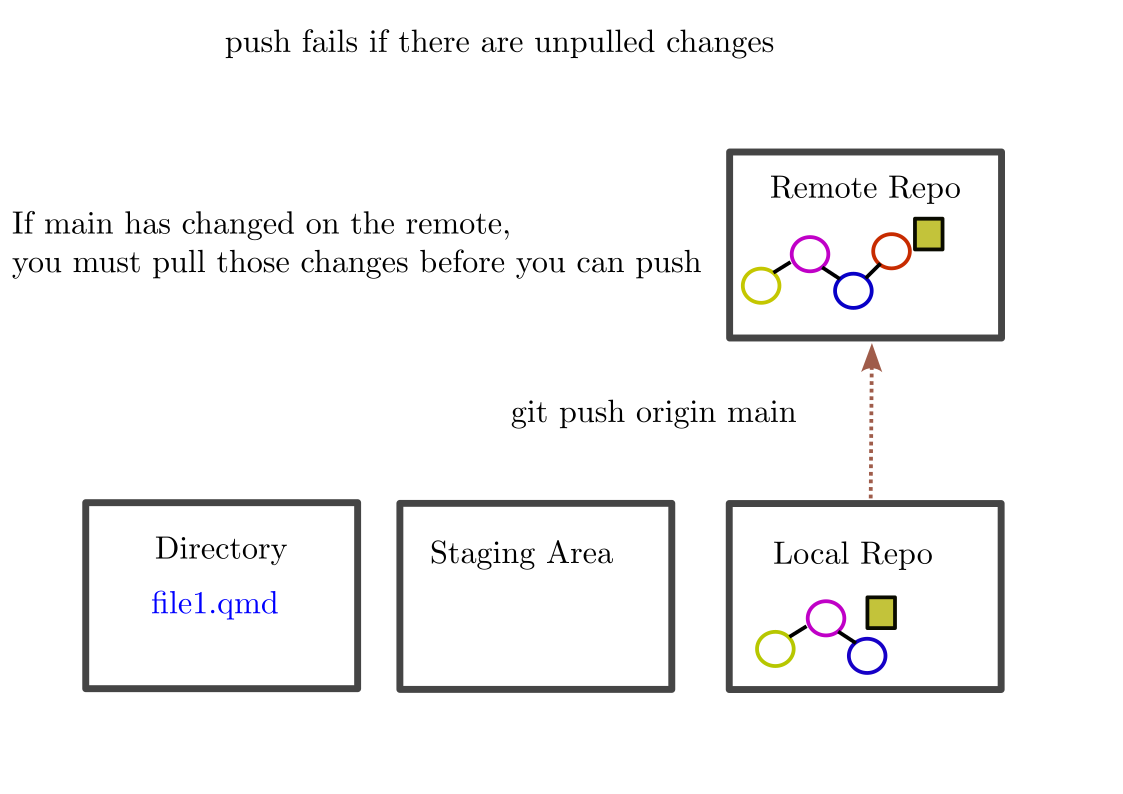 push fails if there are unpulled changes
Remote Repo
If main has changed on the remote,
you must pull those changes before you can push
git push origin main
Directory
file1.qmd
Staging Area
Local Repo